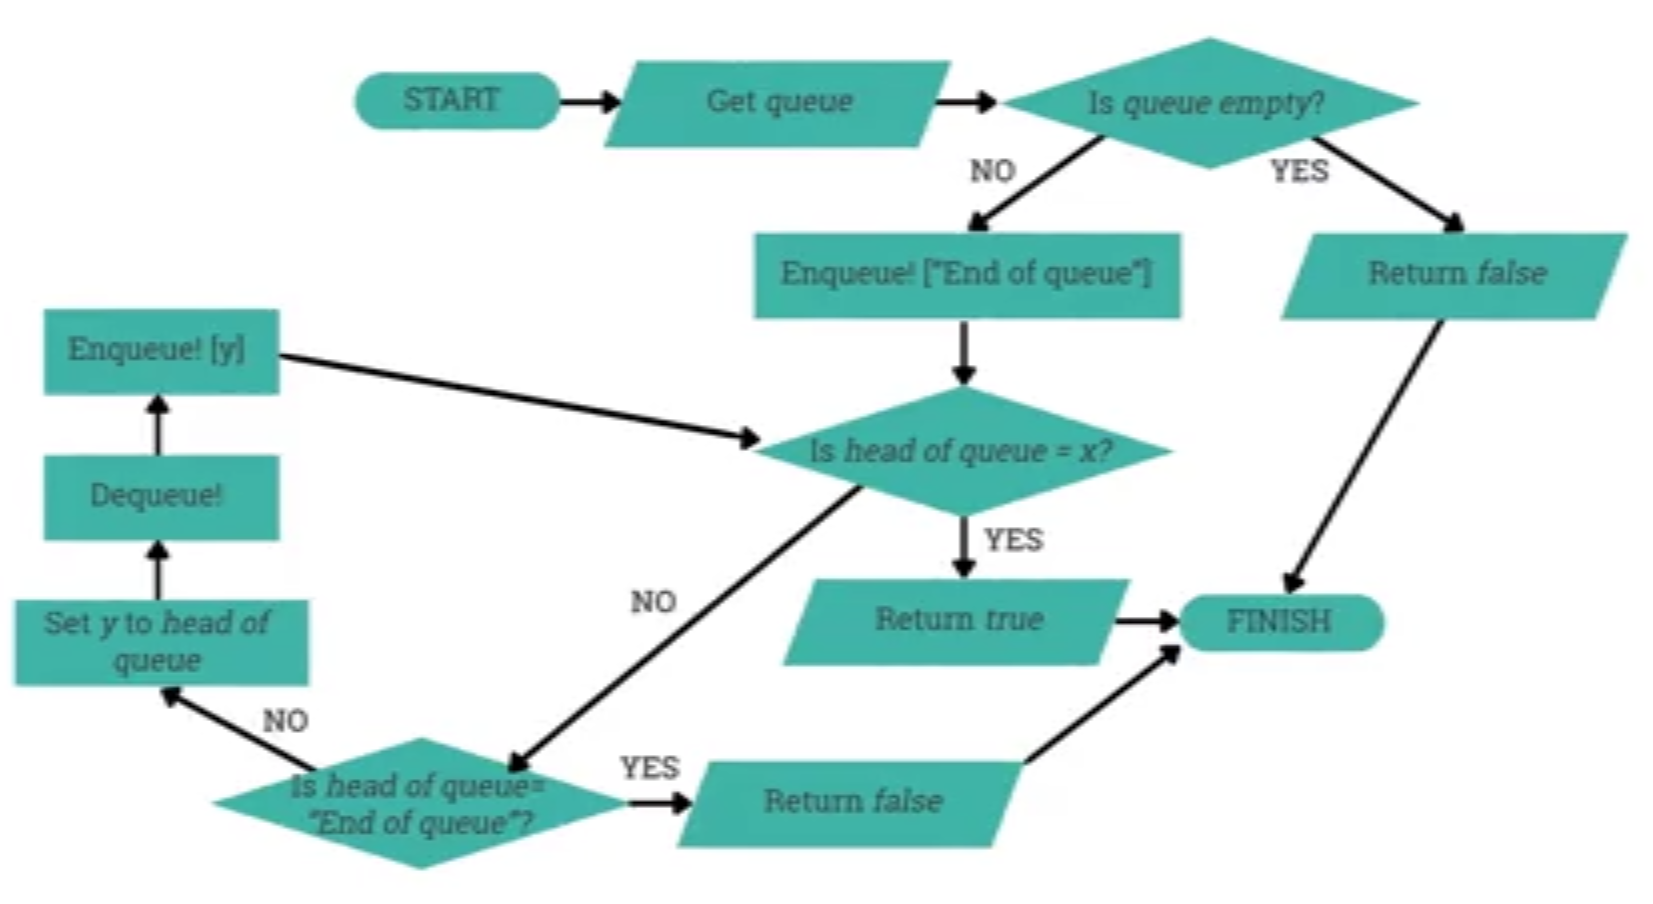 START
Get queue
Is queue empty?
NO
YES
Enqueue! ["End of queue"]
Return false
Enqueue! [y]
Is head of queue = x?
Dequeue!
YES
NO
Return true
FINISH
Set y to head of
queue
NO
YES
Is head of queue=
"End of queue"?
Return false